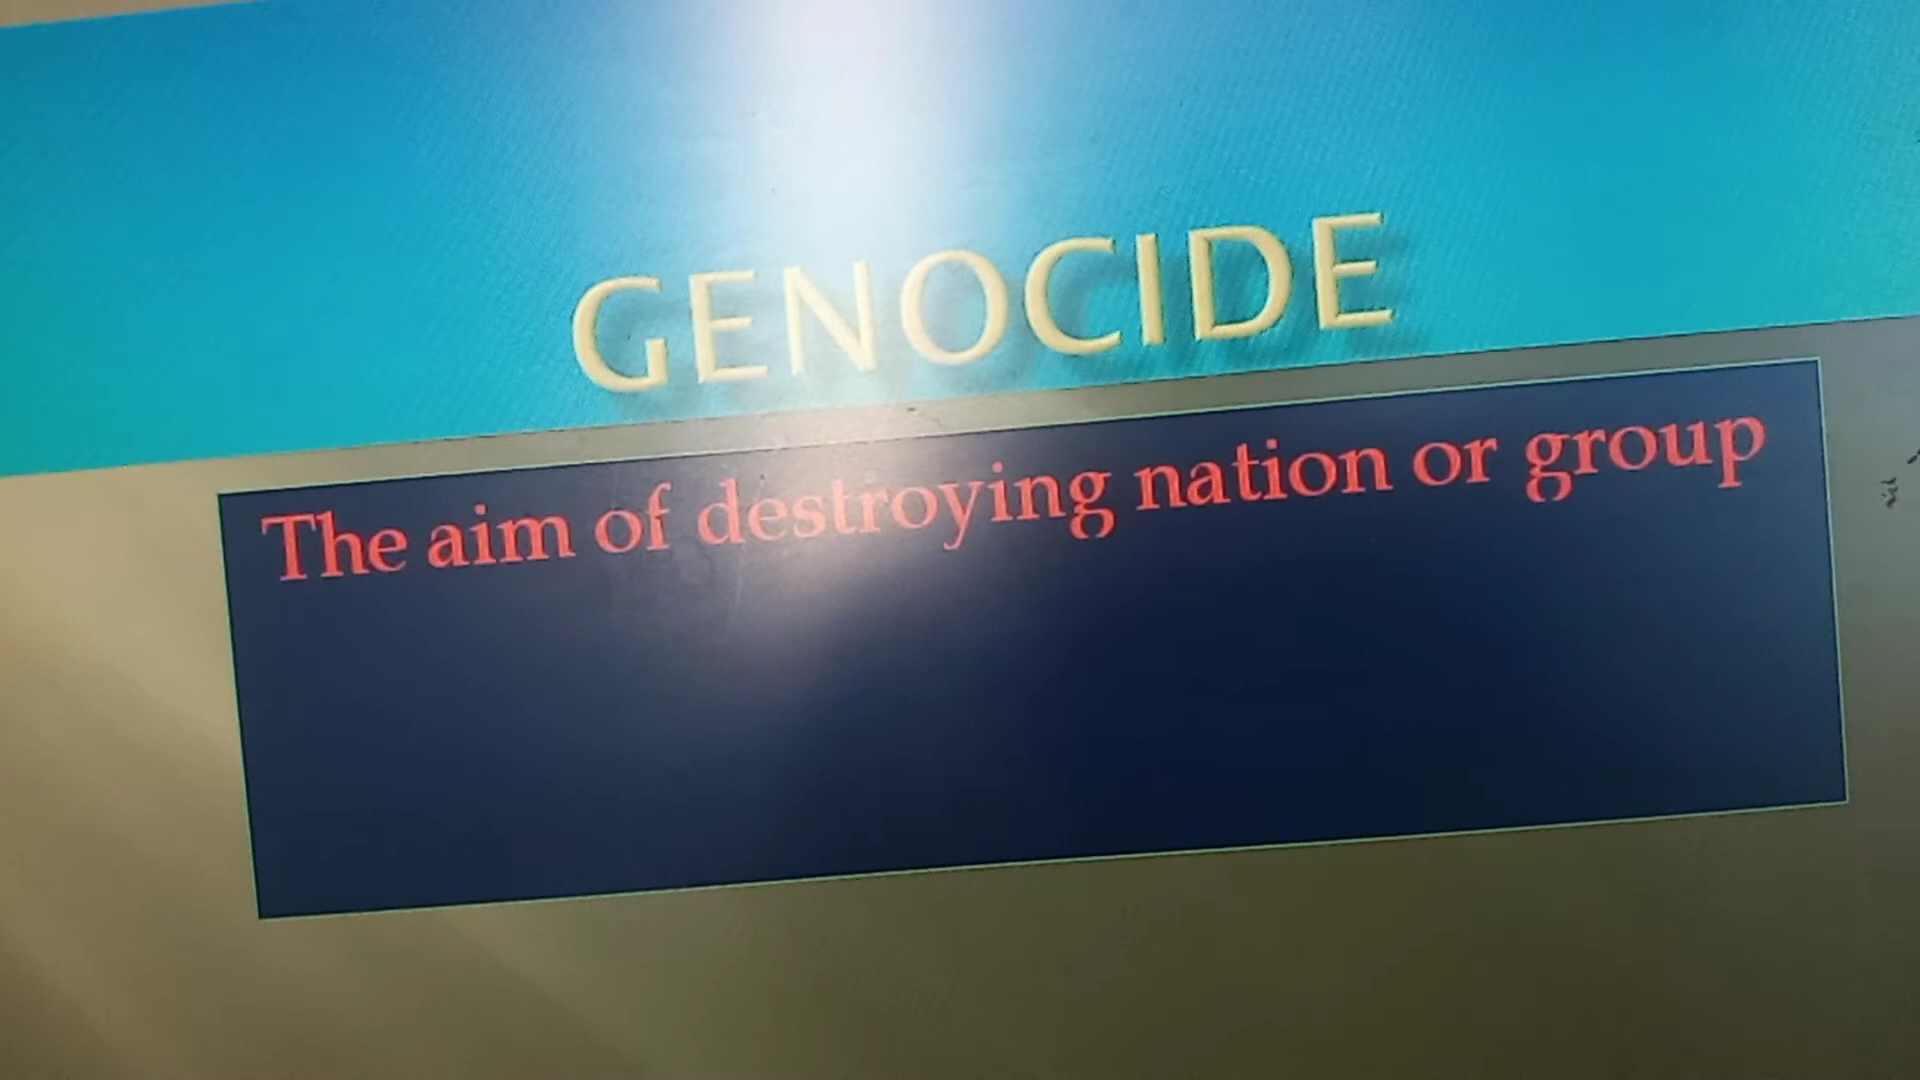 GENOCIDE
The aim of destroying nation or group